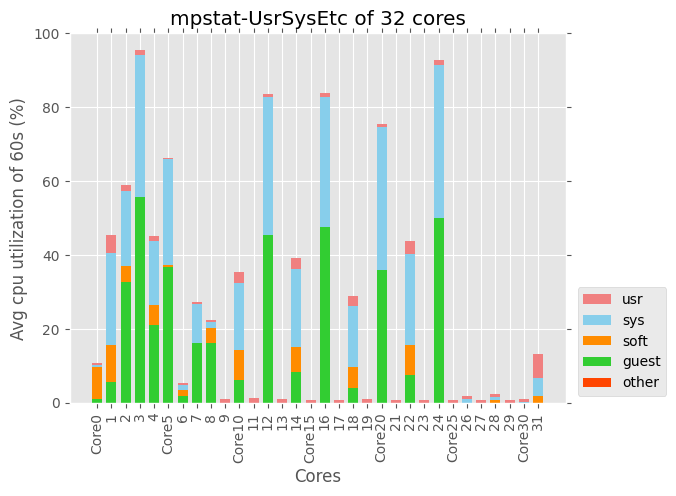 mpstat-UsrSysEtc of 32 cores
100
80
60
40
20
0
Avg cpu utilization of 60s (%)
Core0
1
2
3
4
Core5
6
7
8
9
Core10
11
12
13
14
Core15
16
17
18
19
Core20
21
22
23
24
Core25
26
27
28
29
Core30
31
Cores
usr
sys
soft
guest
other